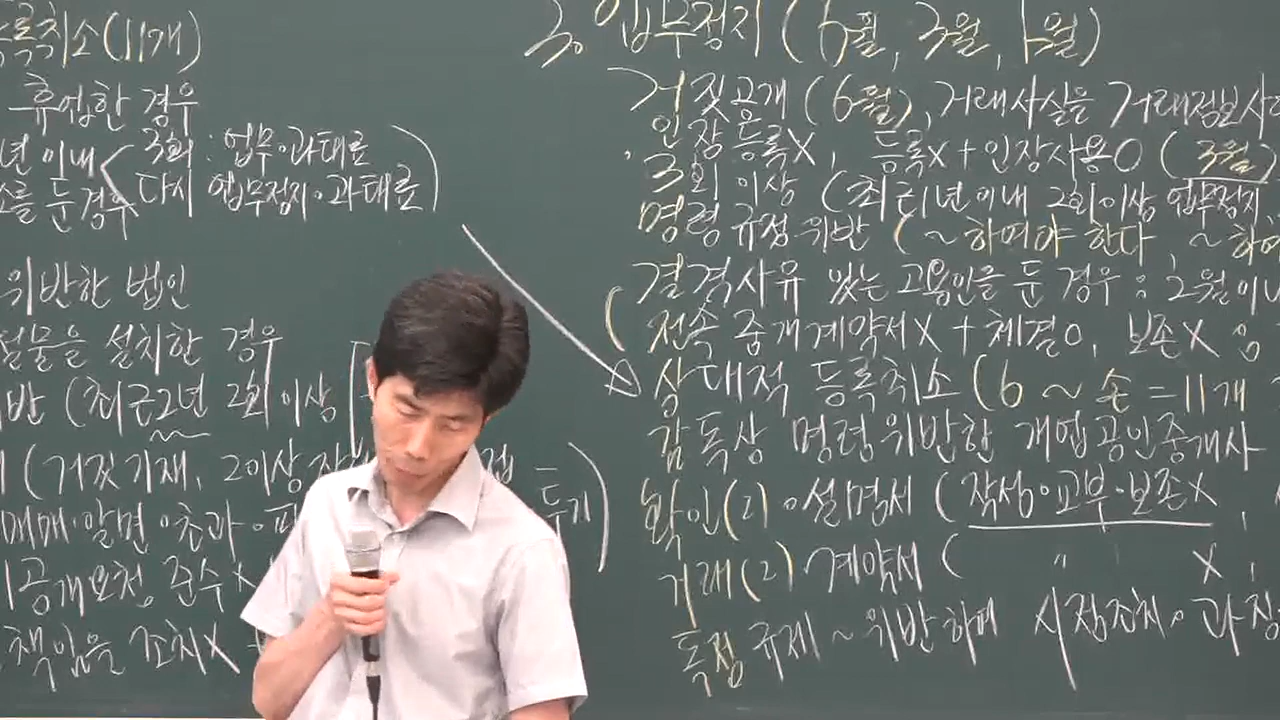 등록취소(11개)
휴업한 경우
년 이내 < 3회 : 업무·과태료
소를 둔 경우 다시 업무정지·과태료)
위반한 법인
설물을 설치한 경우
반 (최근2년 2회 이상
(거짓기재, 2이상
매매·알면·초과·
두기)
공개요청 준수X
책임을 조치X
3. 업무정지 (6월, 3월, 1월)
거짓공개 (6월), 거래사실을 거래정보사
인장등록X, 등록X+인장사용O (3월)
3회 이상 (최근1년 이내 2회이상 업무정지,
명령 규정 위반 (~하여야 한다, ~하여
결격사유 있는 고용인을 둔 경우 : 2월이내
(전속 중개계약서X + 체결O, 보존X :
상대적 등록취소 (6 ~ 손 = 11개
감독상 명령위반한 개업공인중개사
확인(2)·설명서 (작성·교부·보존X,
거래(2) 계약서 ( 〃 X,
독점규제 ~ 위반하여 시정조치·과징